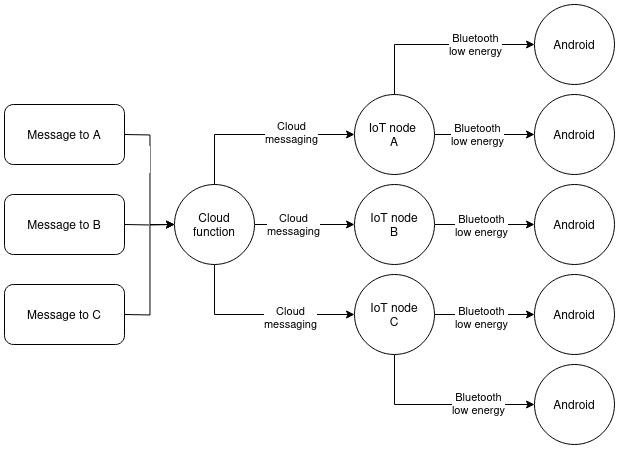 Bluetooth
low energy
Android
Message to A
Cloud
messaging
IoT node
A
Bluetooth
low energy
Android
Message to B
Cloud
function
Cloud
messaging
IoT node
B
Bluetooth
low energy
Android
Message to C
Cloud
messaging
IoT node
C
Bluetooth
low energy
Android
Bluetooth
low energy
Android